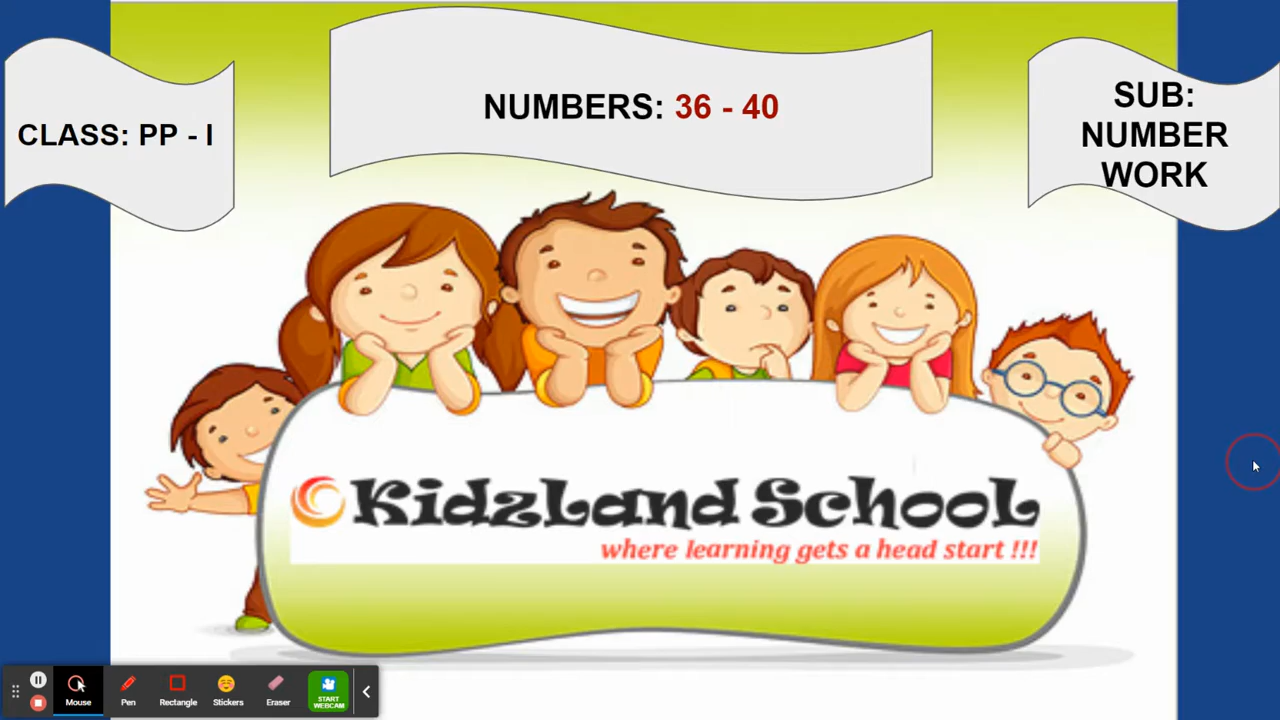 CLASS: PP - I
NUMBERS: 36 - 40
SUB:
NUMBER
WORK
KidzLand SchooL
where learning gets a head start !!!
Mouse
Pen
Rectangle
Stickers
Eraser
START
WEBCAM